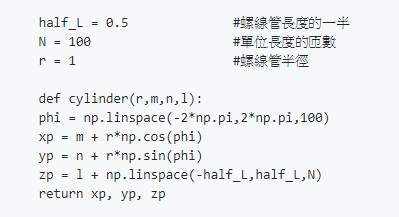 half_L = 0.5 #螺線管長度的一半
N = 100 #單位長度的匝數
r = 1 #螺線管半徑
def cylinder(r,m,n,l):
phi = np.linspace(-2*np.pi,2*np.pi,100)
xp = m + r*np.cos(phi)
yp = n + r*np.sin(phi)
zp = l + np.linspace(-half_L,half_L,N)
return xp, yp, zp